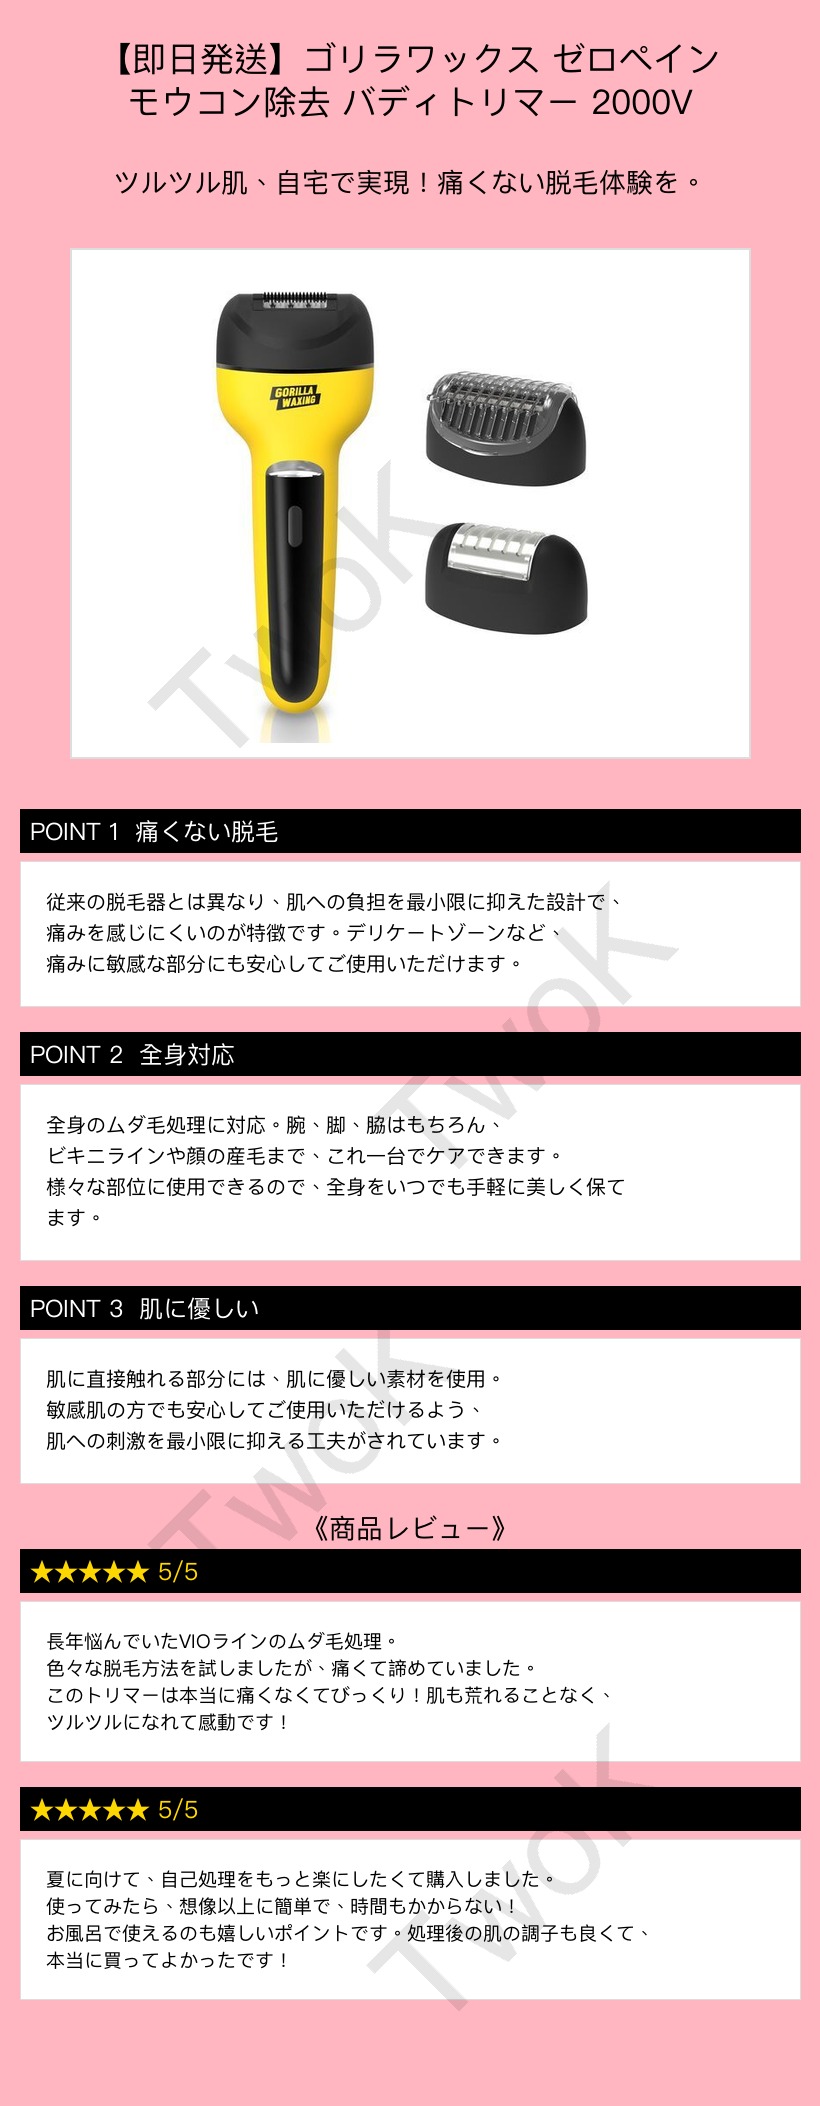 【即日発送】ゴリラワックス ゼロペイン
モウコン除去 バディトリマー 2000V
ツルツル肌、自宅で実現！痛くない脱毛体験を。
GORILLA
WAXING
TwoK
POINT 1 痛くない脱毛
従来の脱毛器とは異なり、肌への負担を最小限に抑えた設計で、
痛みを感じにくいのが特徴です。デリケートゾーンなど、
痛みに敏感な部分にも安心してご使用いただけます。
TwoK
POINT 2 全身対応
全身のムダ毛処理に対応。腕、脚、脇はもちろん、
ビキニラインや顔の産毛まで、これ一台でケアできます。
様々な部位に使用できるので、全身をいつでも手軽に美しく保て
ます。
POINT 3 肌に優しい
肌に直接触れる部分には、肌に優しい素材を使用。
敏感肌の方でも安心してご使用いただけるよう、
肌への刺激を最小限に抑える工夫がされています。
TwoK
《商品レビュー》
★★★★★ 5/5
長年悩んでいたVIOラインのムダ毛処理。
色々な脱毛方法を試しましたが、痛くて諦めていました。
このトリマーは本当に痛くなくてびっくり！肌も荒れることなく、
ツルツルになれて感動です！
★★★★★ 5/5
夏に向けて、自己処理をもっと楽にしたくて購入しました。
使ってみたら、想像以上に簡単で、時間もかからない！
お風呂で使えるのも嬉しいポイントです。処理後の肌の調子も良くて、
本当に買ってよかったです！
TwoK